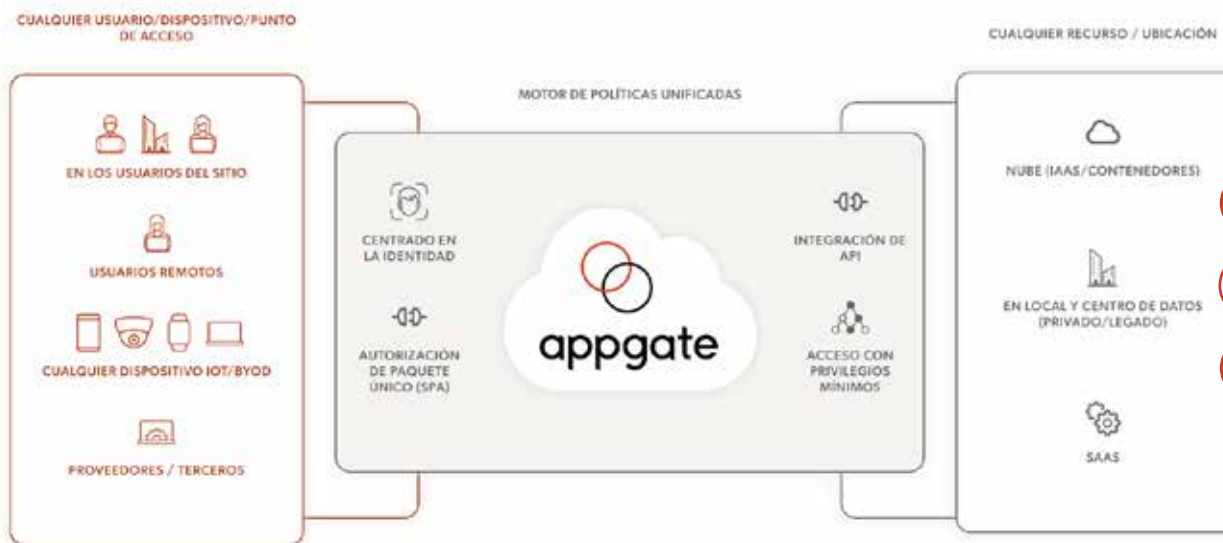 CUALQUIER USUARIO/DISPOSITIVO/PUNTO
DE ACCESO
EN LOS USUARIOS DEL SITIO
USUARIOS REMOTOS
CUALQUIER DISPOSITIVO IOT/BYOD
PROVEEDORES / TERCEROS
MOTOR DE POLÍTICAS UNIFICADAS
CENTRADO EN
LA IDENTIDAD
AUTORIZACIÓN
DE PAQUETE
ÚNICO (SPA)
appgate
INTEGRACIÓN DE
API
ACCESO CON
PRIVILEGIOS
MÍNIMOS
CUALQUIER RECURSO / UBICACIÓN
NUBE (IAAS/CONTENEDORES)
EN LOCAL Y CENTRO DE DATOS
(PRIVADO/LEGADO)
SAAS